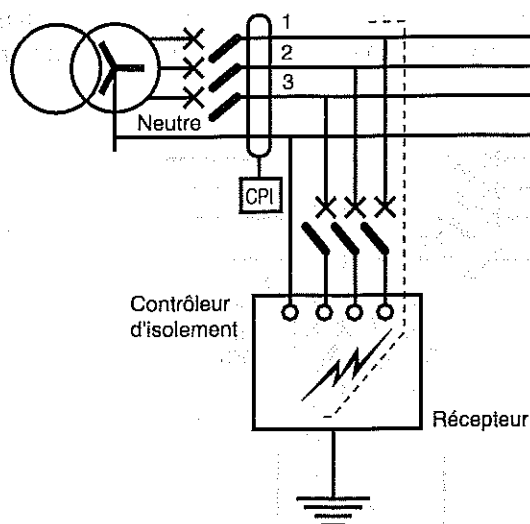 1
2
3
Neutre
CPI
Contrôleur
d'isolement
Récepteur